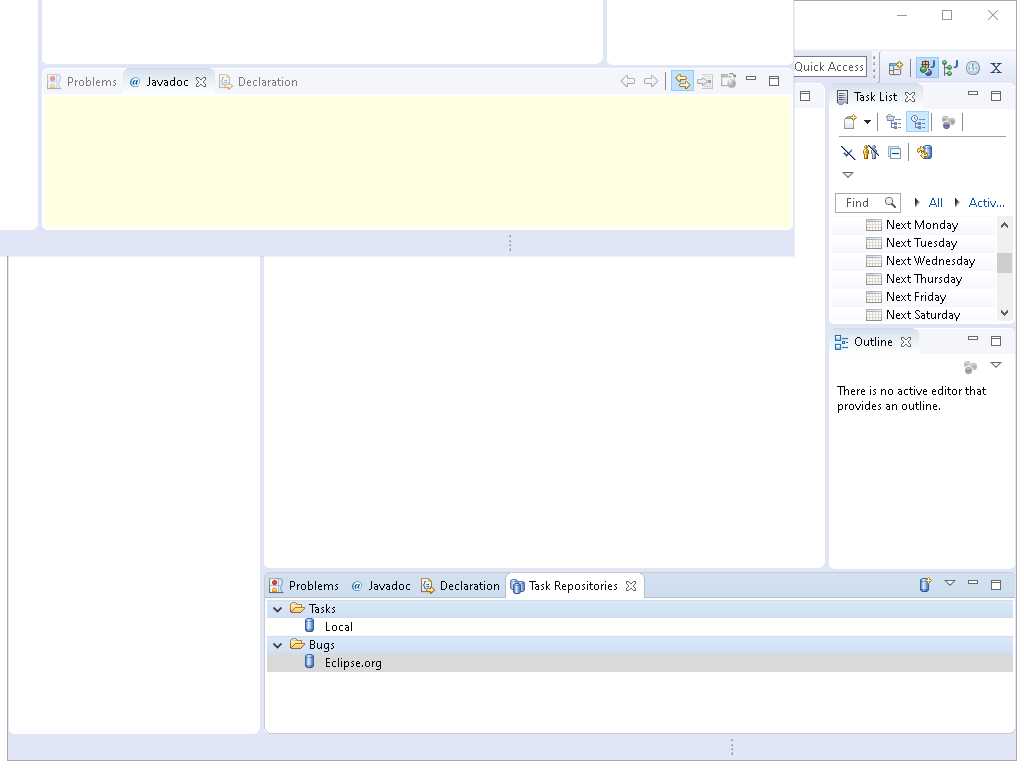 Problems @ Javadoc Declaration
Quick Access
Task List
Find All Activ...
Next Monday
Next Tuesday
Next Wednesday
Next Thursday
Next Friday
Next Saturday
Outline
There is no active editor that
provides an outline.
Problems @ Javadoc Declaration Task Repositories
Tasks
Local
Bugs
Eclipse.org